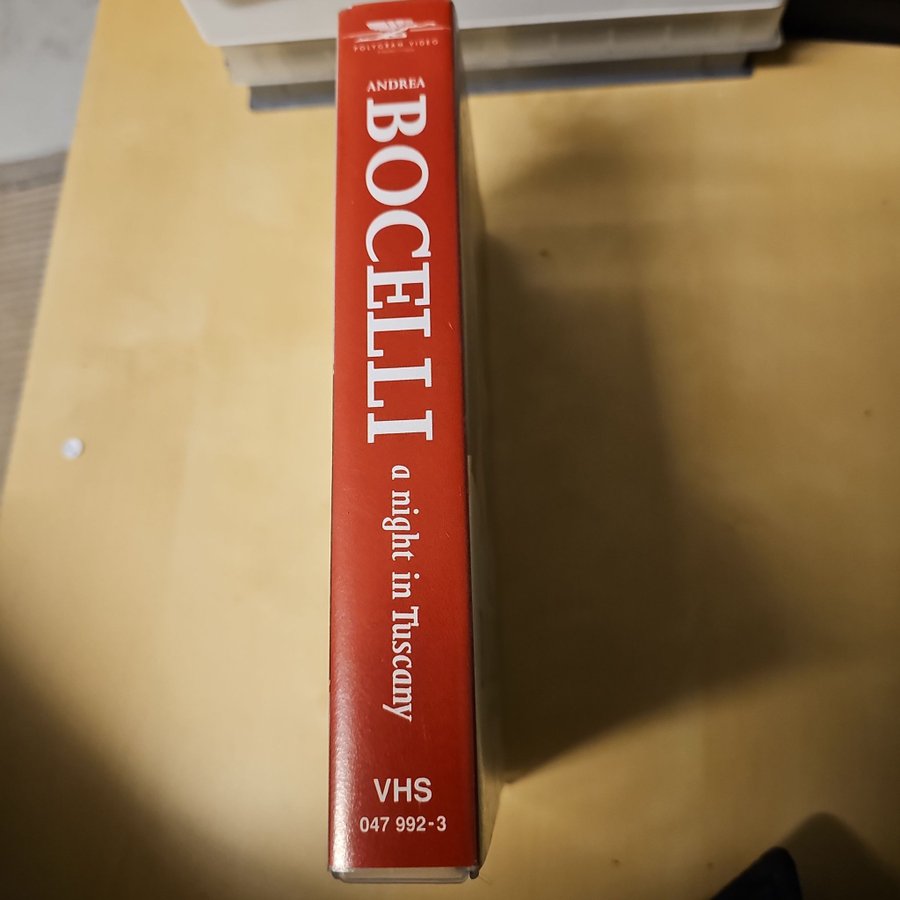 POLYGRAM VIDEO
ANDREA
BOCELLI
a night in Tuscany
VHS
047 992-3